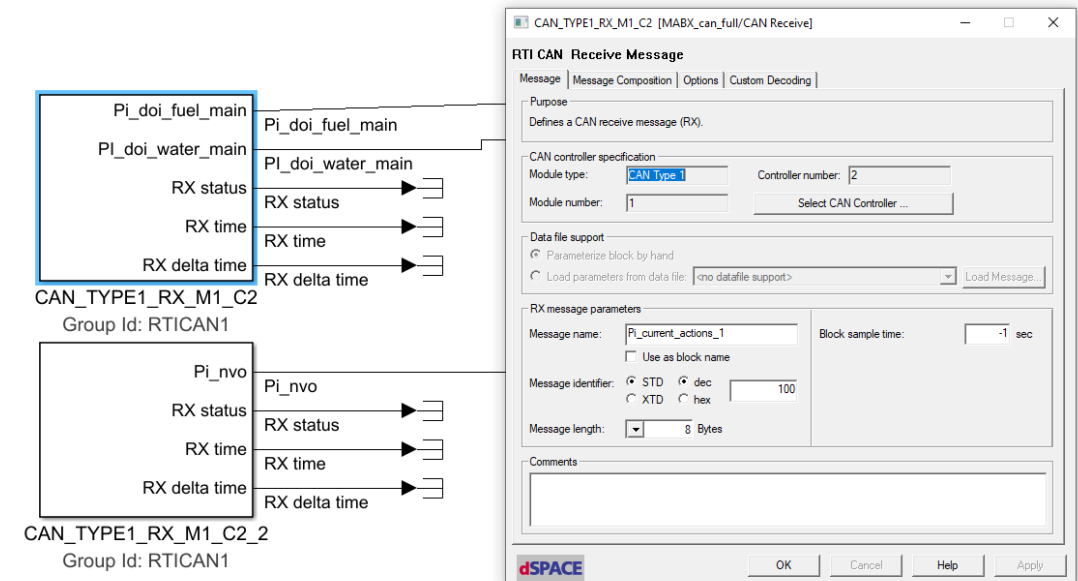 Pi_doi_fuel_main
Pi_doi_fuel_main
PI_doi_water_main
PI_doi_water_main
RX status
RX status
RX time
RX time
RX delta time
RX delta time
CAN_TYPE1_RX_M1_C2
Group Id: RTICAN1
Pi_nvo
Pi_nvo
RX status
RX status
RX time
RX time
RX delta time
RX delta time
CAN_TYPE1_RX_M1_C2_2
Group Id: RTICAN1
CAN_TYPE1_RX_M1_C2 [MABX_can_full/CAN Receive]
RTI CAN Receive Message
Message Message Composition Options Custom Decoding
Purpose
Defines a CAN receive message (RX).
CAN controller specification
Module type: CAN Type 1 Controller number: 2
Module number: 1 Select CAN Controller ...
Data file support
Parameterize block by hand
Load parameters from data file: <no datafile support> Load Message...
RX message parameters
Message name: Pi_current_actions_1 Block sample time: -1 sec
Use as block name
Message identifier: STD dec 100
XTD hex
Message length: 8 Bytes
Comments
dSPACE OK Cancel Help Apply